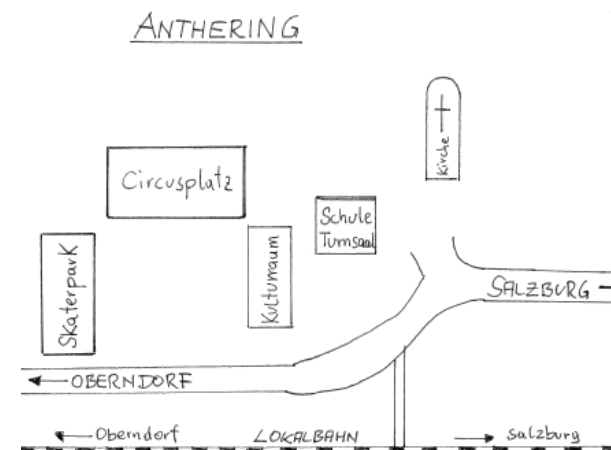 ANTHERING
Kirche
Circusplatz
Schule
Turnsaal
Skaterpark
Kulturraum
SALZBURG
OBERNDORF
Oberndorf
LOKALBAHN
Salzburg